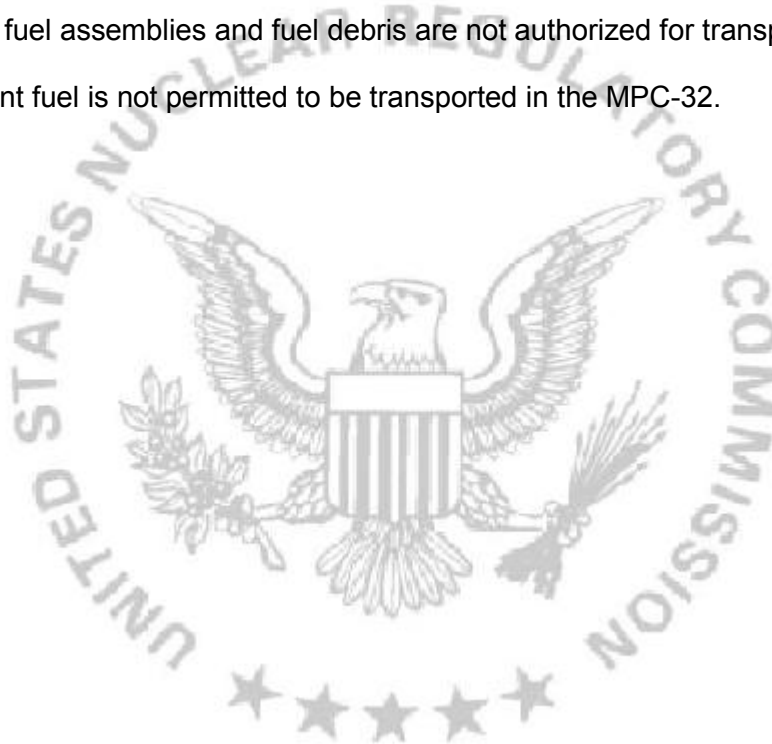 fuel assemblies and fuel debris are not authorized for transp
nt fuel is not permitted to be transported in the MPC-32.
UNITED STATES NUCLEAR REGULATORY COMMISSION